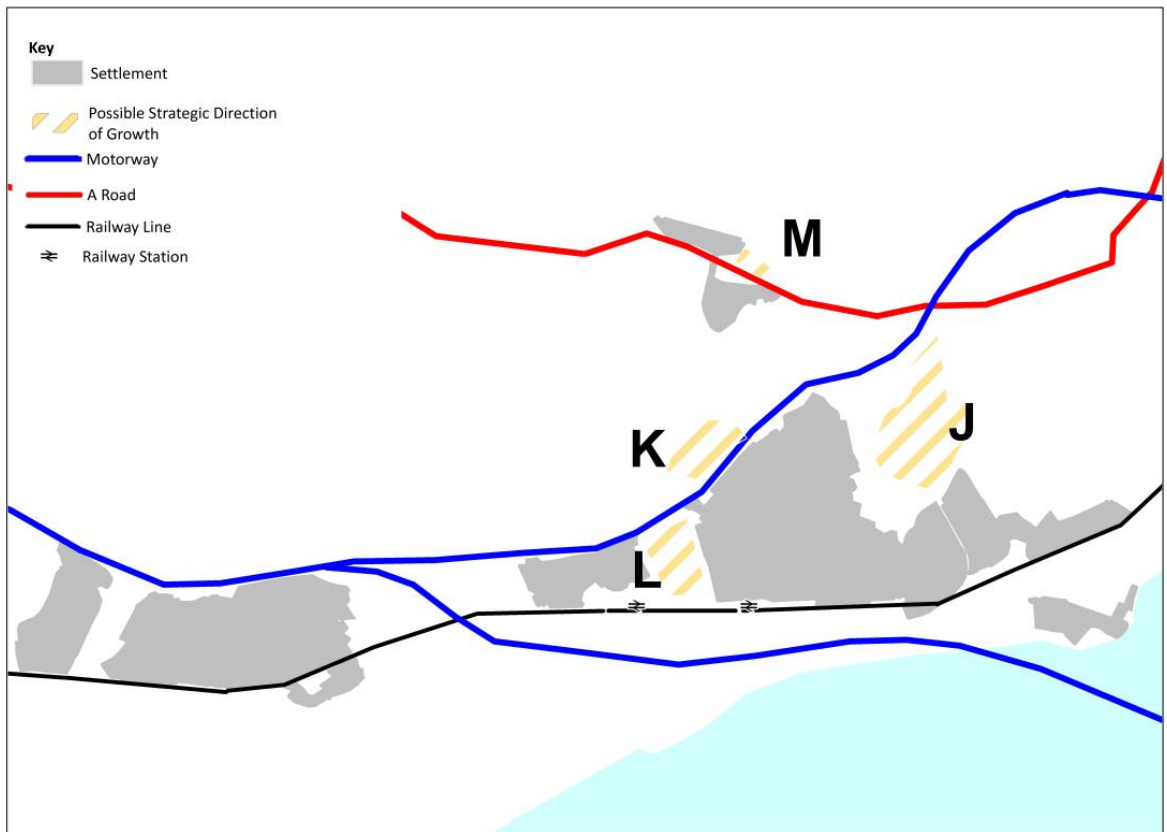 Key
Settlement
Possible Strategic Direction
of Growth
Motorway
A Road
Railway Line
Railway Station
M
J
K
L